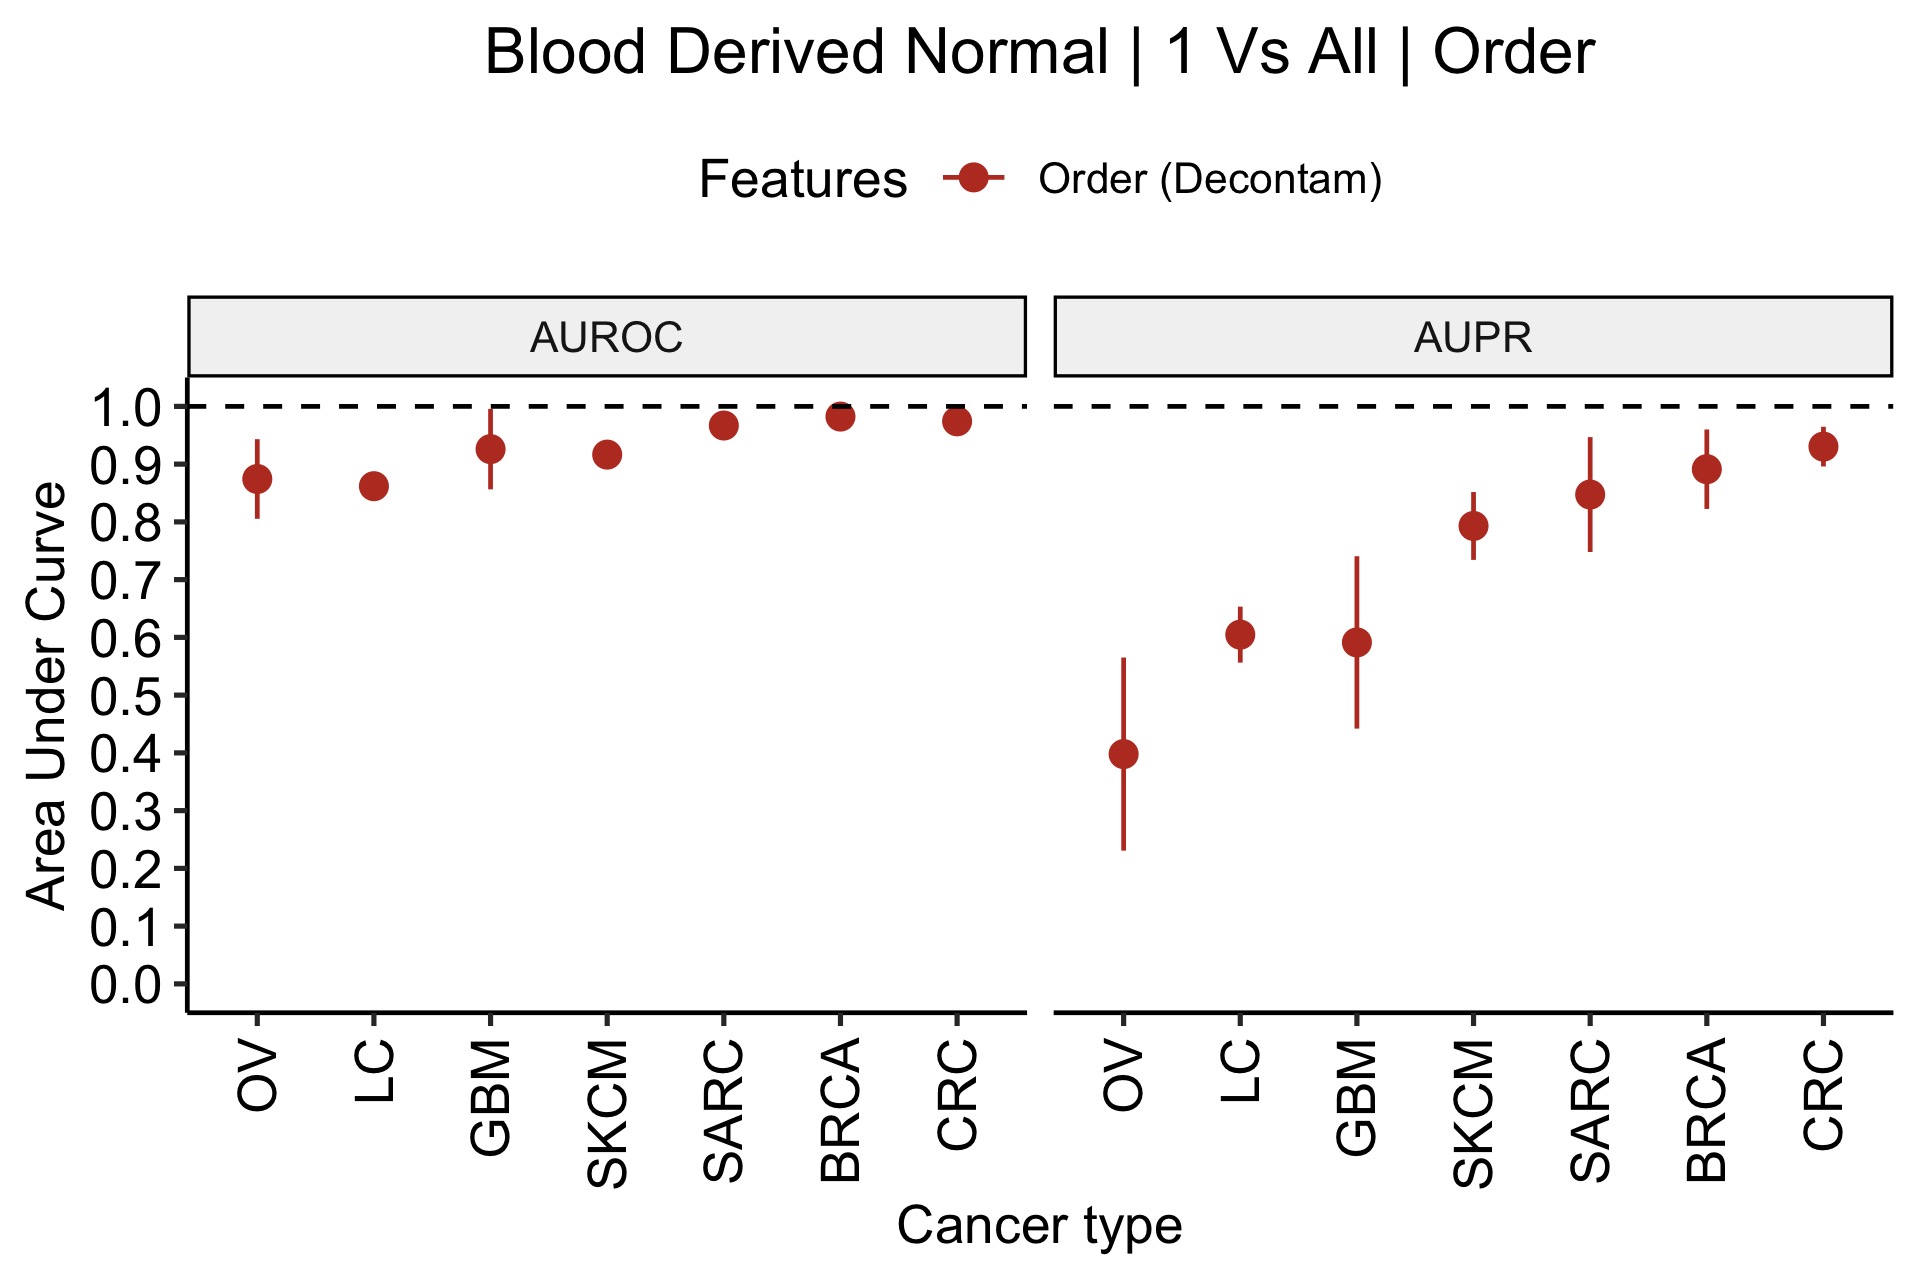 Blood Derived Normal | 1 Vs All | Order
Features Order (Decontam)
AUROC AUPR
Area Under Curve
1.0
0.9
0.8
0.7
0.6
0.5
0.4
0.3
0.2
0.1
0.0
OV LC GBM SKCM SARC BRCA CRC OV LC GBM SKCM SARC BRCA CRC
Cancer type